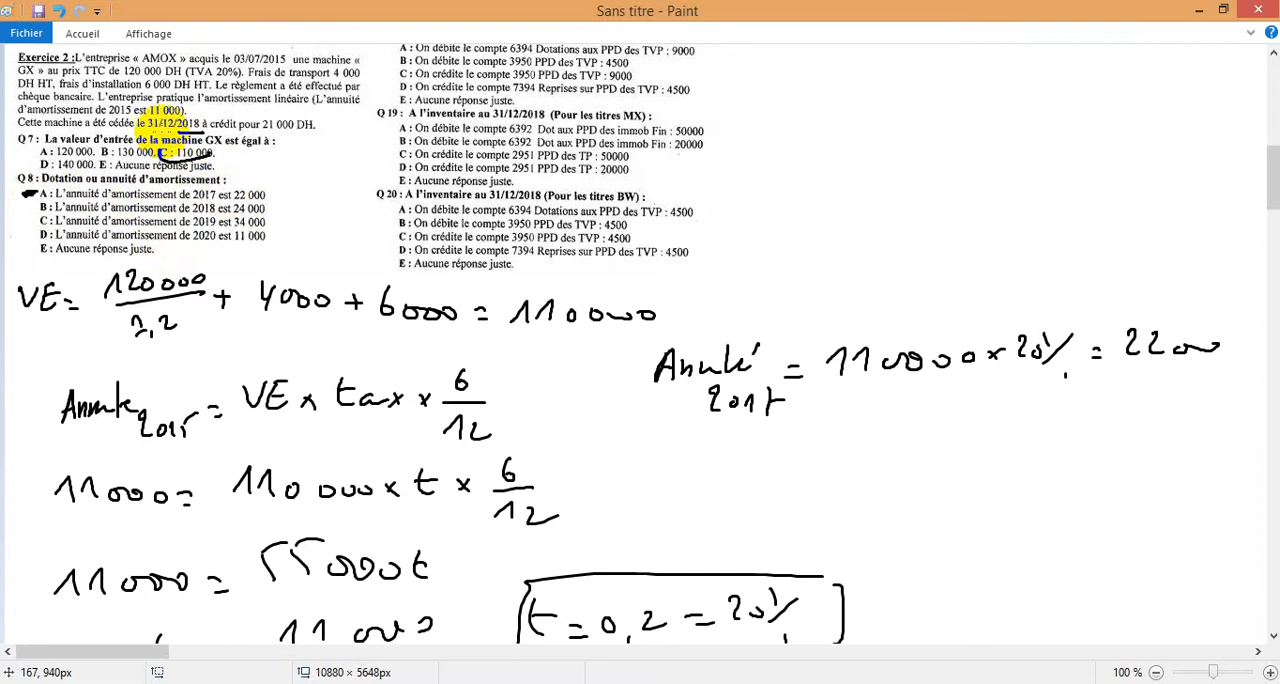 Sans titre - Paint
Fichier Accueil Affichage
Exercice 2 : L'entreprise « AMOX » acquis le 03/07/2015 une machine «
GX » au prix TTC de 120 000 DH (TVA 20%). Frais de transport 4 000
DH HT, frais d'installation 6 000 DH HT. Le règlement a été effectué par
chèque bancaire. L'entreprise pratique l'amortissement linéaire (L'annuité
d'amortissement de 2015 est 11 000).
Cette machine a été cédée le 31/12/2018 à crédit pour 21 000 DH.
Q 7 : La valeur d'entrée de la machine GX est égal à :
A : 120 000. B : 130 000. C : 110 000.
D : 140 000. E : Aucune réponse juste.
Q 8 : Dotation ou annuité d'amortissement :
A : L'annuité d'amortissement de 2017 est 22 000
B : L'annuité d'amortissement de 2018 est 24 000
C : L'annuité d'amortissement de 2019 est 34 000
D : L'annuité d'amortissement de 2020 est 11 000
E : Aucune réponse juste.
A : On débite le compte 6394 Dotations aux PPD des TVP : 9000
B : On débite le compte 3950 PPD des TVP : 4500
C : On crédite le compte 3950 PPD des TVP : 9000
D : On crédite le compte 7394 Reprises sur PPD des TVP : 4500
E : Aucune réponse juste.
Q 19 : A l'inventaire au 31/12/2018 (Pour les titres MX) :
A : On débite le compte 6392 Dot aux PPD des immob Fin : 50000
B : On débite le compte 6392 Dot aux PPD des immob Fin : 20000
C : On crédite le compte 2951 PPD des TP : 50000
D : On crédite le compte 2951 PPD des TP : 20000
E : Aucune réponse juste.
Q 20 : A l'inventaire au 31/12/2018 (Pour les titres BW) :
A : On débite le compte 6394 Dotations aux PPD des TVP : 4500
B : On débite le compte 3950 PPD des TVP : 4500
C : On crédite le compte 3950 PPD des TVP : 4500
D : On crédite le compte 7394 Reprises sur PPD des TVP : 4500
E : Aucune réponse juste.
VE = 120000 / 1,2 + 4000 + 6000 = 110000
Annuité 2017 = 110000 × 20% = 22000
Annuité 2015 = VE × taux × 6/12
11000 = 110000 × t × 6/12
11000 = 55000t
11000
t = 0,2 = 20%
167, 940px
10880 × 5648px
100 %